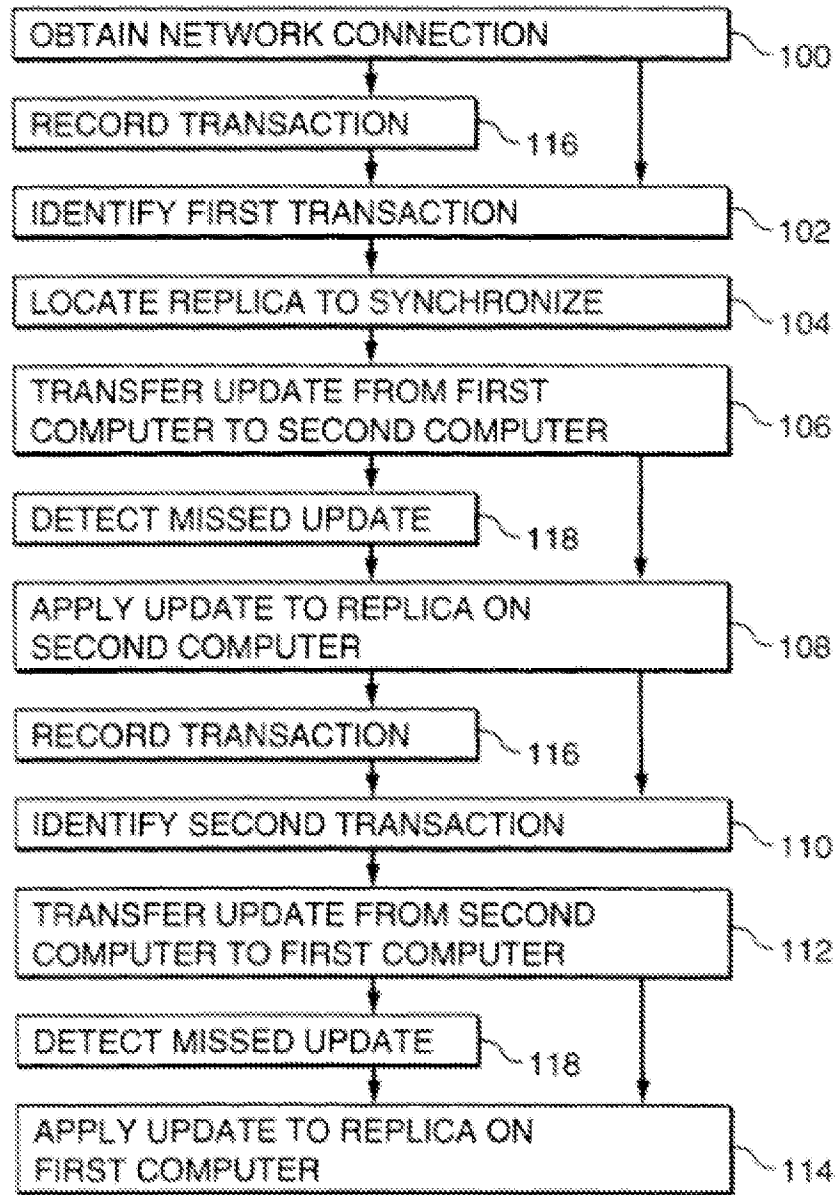 OBTAIN NETWORK CONNECTION
100
RECORD TRANSACTION
116
IDENTIFY FIRST TRANSACTION
102
LOCATE REPLICA TO SYNCHRONIZE
104
TRANSFER UPDATE FROM FIRST
COMPUTER TO SECOND COMPUTER
106
DETECT MISSED UPDATE
118
APPLY UPDATE TO REPLICA ON
SECOND COMPUTER
108
RECORD TRANSACTION
116
IDENTIFY SECOND TRANSACTION
110
TRANSFER UPDATE FROM SECOND
COMPUTER TO FIRST COMPUTER
112
DETECT MISSED UPDATE
118
APPLY UPDATE TO REPLICA ON
FIRST COMPUTER
114